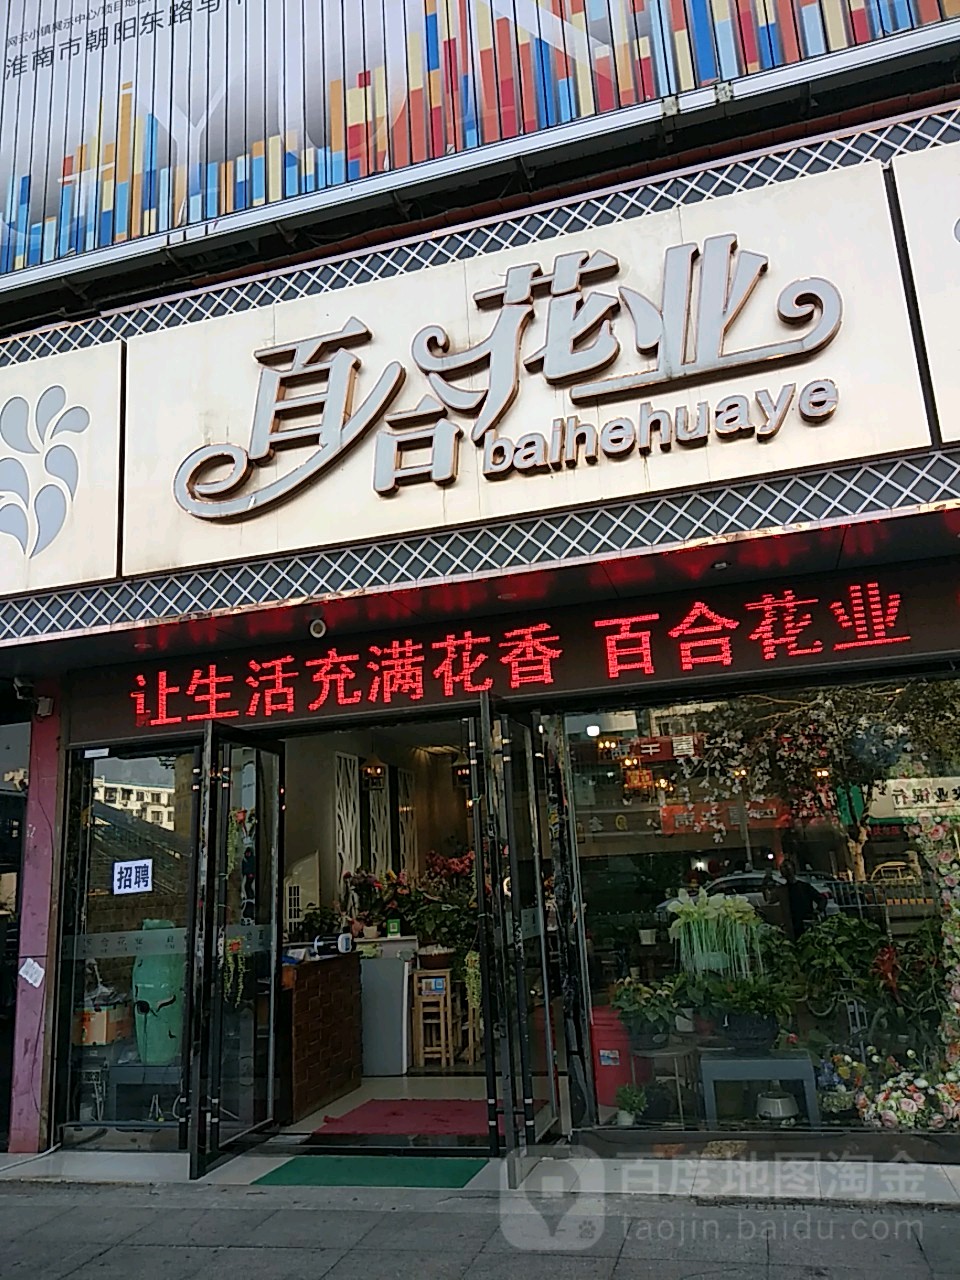 淮南市朝阳东路与
百合花业
baihehuaye
让生活充满花香 百合花业
招聘
百度地图淘金
taojin.baidu.com